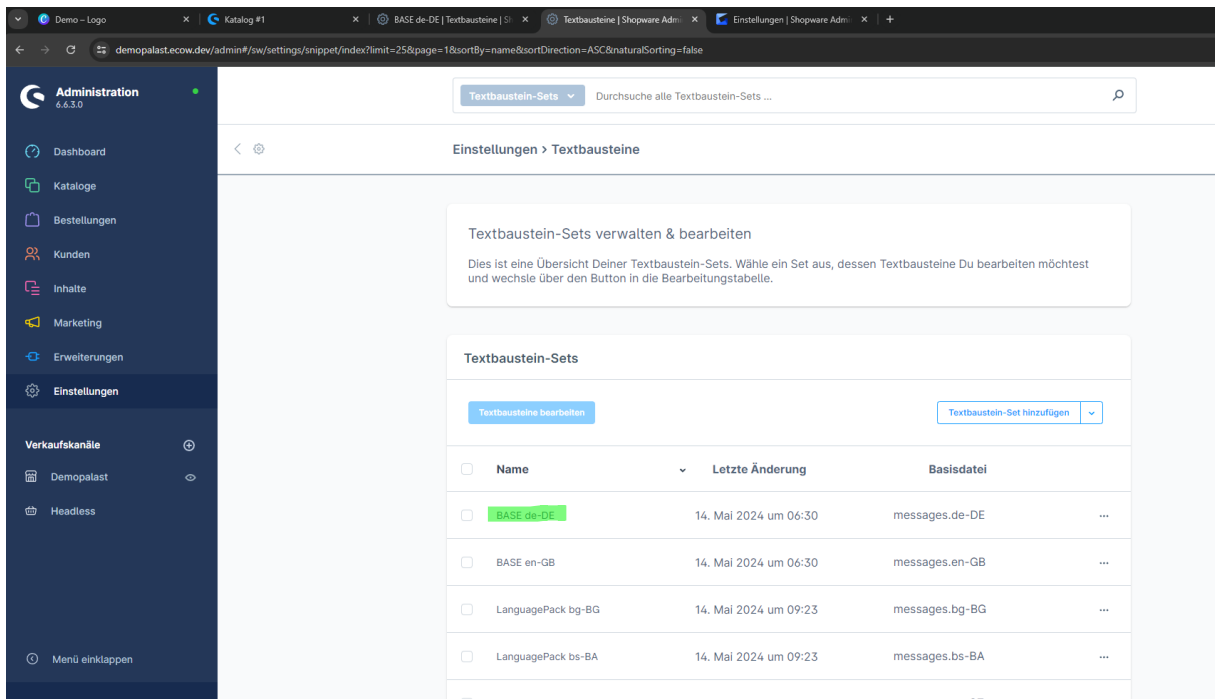 Demo – Logo
Katalog #1
BASE de-DE | Textbausteine | Sh
Textbausteine | Shopware Admi
Einstellungen | Shopware Admi
demopalast.ecow.dev/admin#/sw/settings/snippet/index?limit=25&page=1&sortBy=name&sortDirection=ASC&naturalSorting=false
Administration
6.6.3.0
Textbaustein-Sets
Durchsuche alle Textbaustein-Sets ...
Dashboard
Kataloge
Bestellungen
Kunden
Inhalte
Marketing
Erweiterungen
Einstellungen
Verkaufskanäle
Demopalast
Headless
Menü einklappen
Einstellungen > Textbausteine
Textbaustein-Sets verwalten & bearbeiten
Dies ist eine Übersicht Deiner Textbaustein-Sets. Wähle ein Set aus, dessen Textbausteine Du bearbeiten möchtest
und wechsle über den Button in die Bearbeitungstabelle.
Textbaustein-Sets
Textbausteine bearbeiten
Textbaustein-Set hinzufügen
Name Letzte Änderung Basisdatei
BASE de-DE 14. Mai 2024 um 06:30 messages.de-DE
BASE en-GB 14. Mai 2024 um 06:30 messages.en-GB
LanguagePack bg-BG 14. Mai 2024 um 09:23 messages.bg-BG
LanguagePack bs-BA 14. Mai 2024 um 09:23 messages.bs-BA